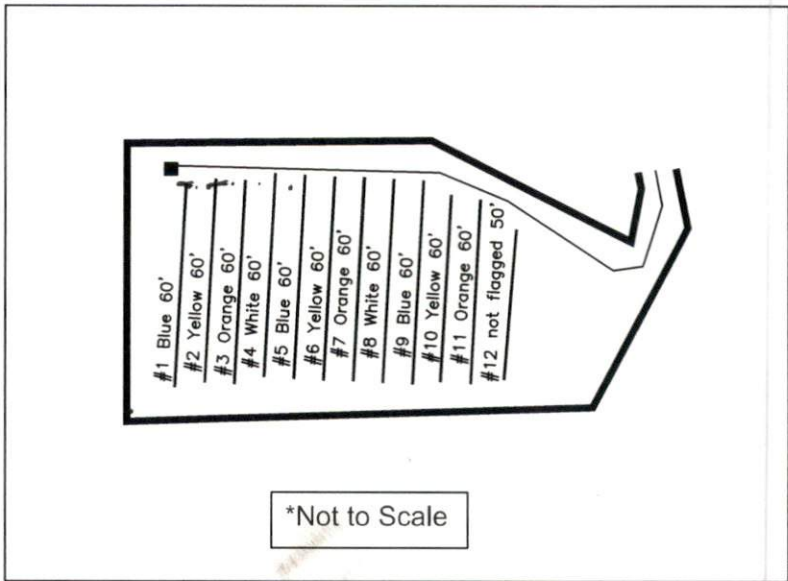 #1 Blue 60'
#2 Yellow 60'
#3 Orange 60'
#4 White 60'
#5 Blue 60'
#6 Yellow 60'
#7 Orange 60'
#8 White 60'
#9 Blue 60'
#10 Yellow 60'
#11 Orange 60'
#12 not flagged 50'
*Not to Scale